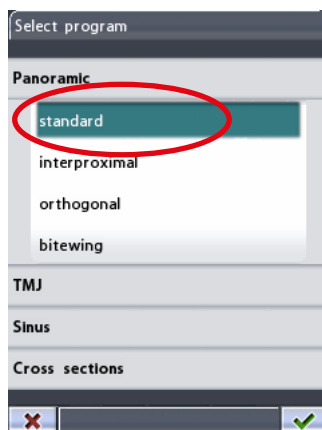 Select program
Panoramic
standard
interproximal
orthogonal
bitewing
TMJ
Sinus
Cross sections